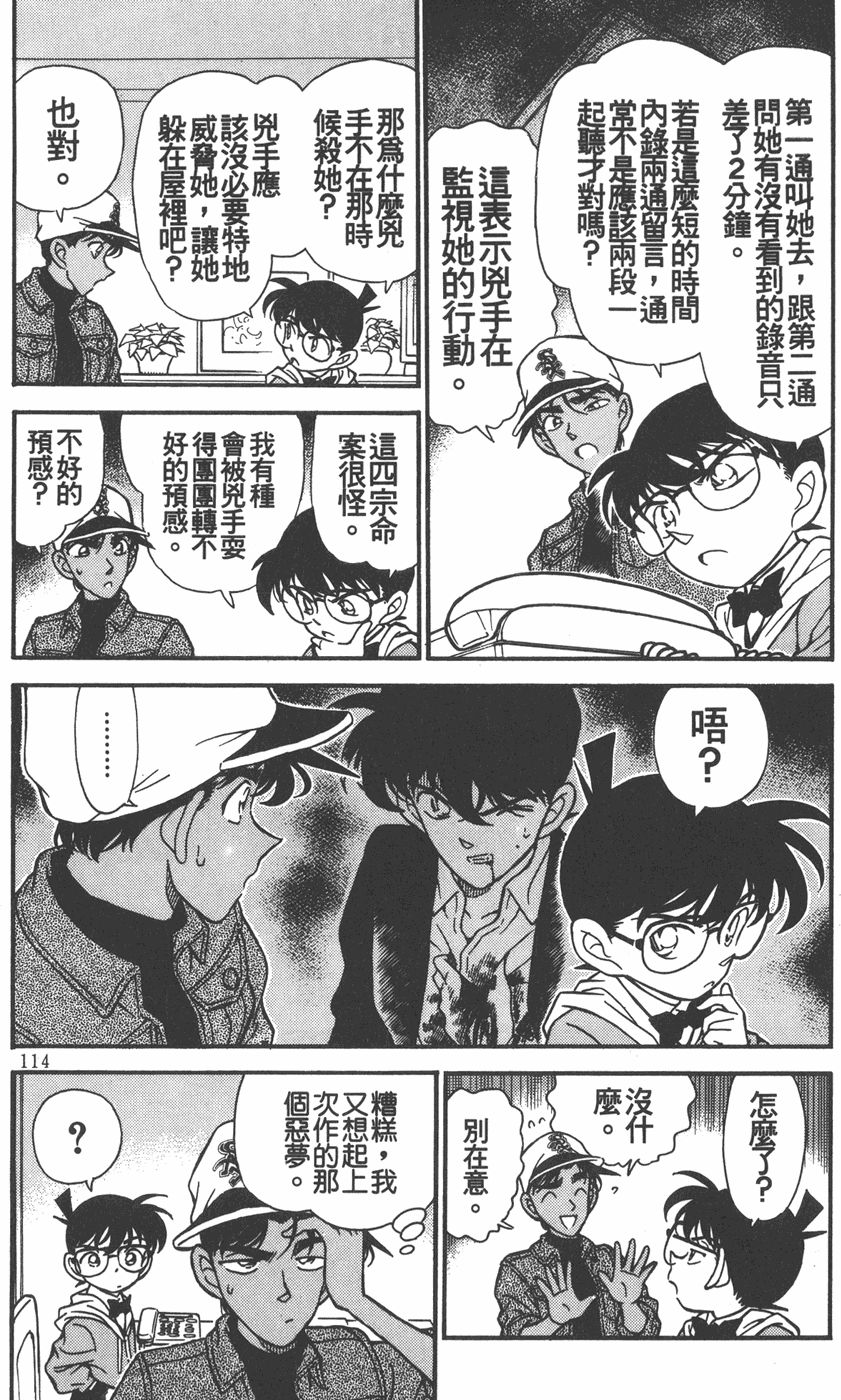 第一通叫她去，跟第二通
問她有沒有看到的錄音只
差了2分鐘。
若是這麼短的時間
內錄兩通留言，通
常不是應該兩段一
起聽才對嗎？
這表示兇手在
監視她的行動。
那為什麼兇
手不在那時
候殺她？
兇手應
該沒必要特地
威脅她，讓她
躲在屋裡吧？
也對。
這四宗命
案很怪。
我有種
會被兇手耍
得團團轉不
好的預感。
不好的
預感？
唔？
………
114
怎麼了？
沒什
麼。
別在意。
糟糕，我
又想起上
次作的那
個惡夢。
？